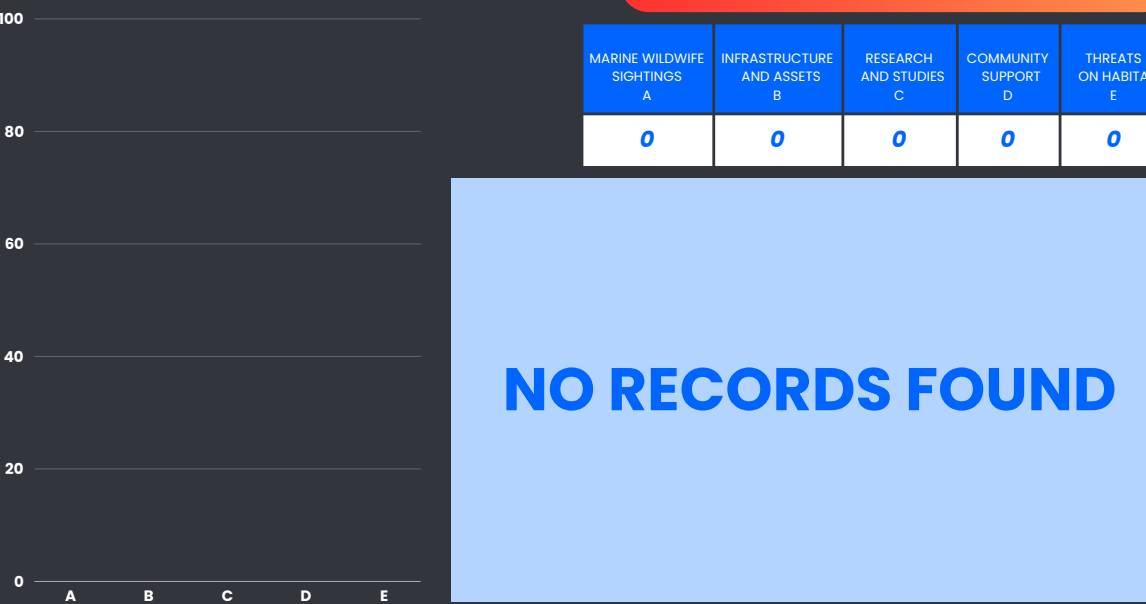 100
80
60
40
20
0
A B C D E
MARINE WILDWIFE SIGHTINGS A
INFRASTRUCTURE AND ASSETS B
RESEARCH AND STUDIES C
COMMUNITY SUPPORT D
THREATS ON HABITA E
0 0 0 0 0
NO RECORDS FOUND